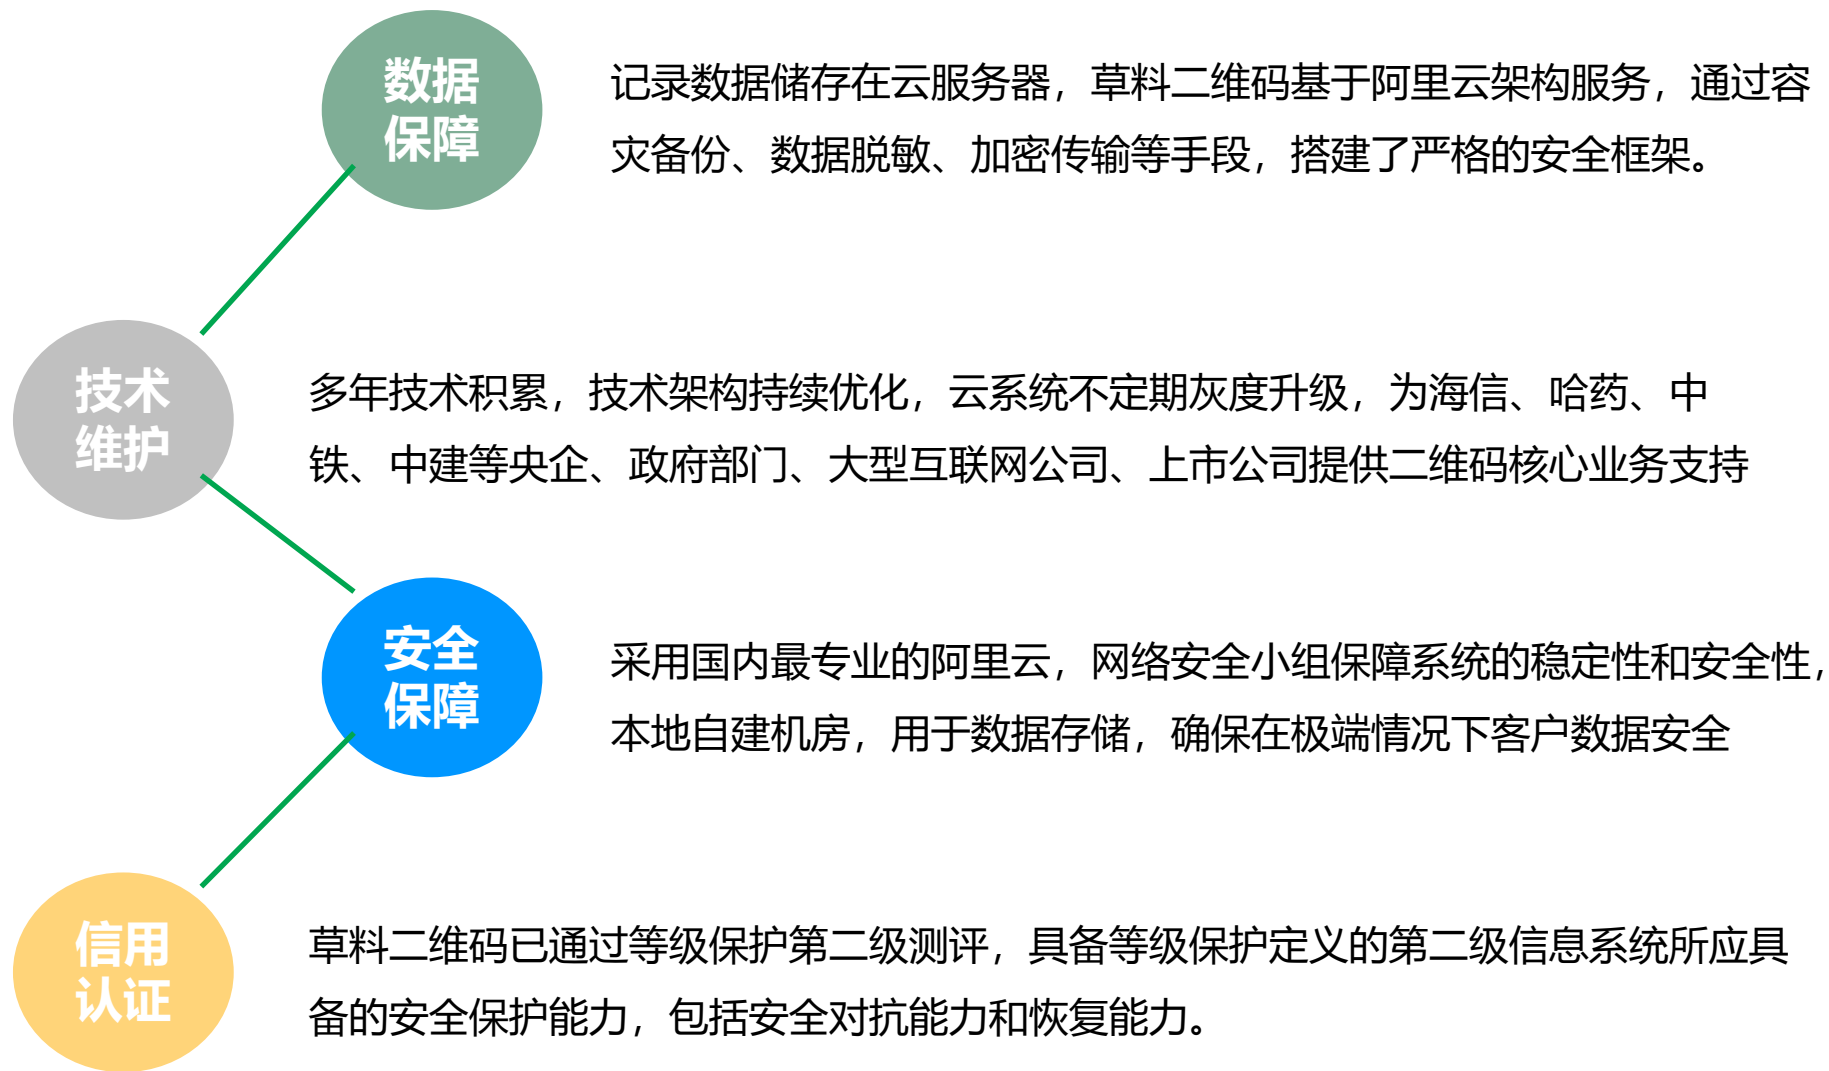 数据
保障
记录数据储存在云服务器，草料二维码基于阿里云架构服务，通过容
灾备份、数据脱敏、加密传输等手段，搭建了严格的安全框架。
技术
维护
多年技术积累，技术架构持续优化，云系统不定期灰度升级，为海信、哈药、中
铁、中建等央企、政府部门、大型互联网公司、上市公司提供二维码核心业务支持
安全
保障
采用国内最专业的阿里云，网络安全小组保障系统的稳定性和安全性，
本地自建机房，用于数据存储，确保在极端情况下客户数据安全
信用
认证
草料二维码已通过等级保护第二级测评，具备等级保护定义的第二级信息系统所应具
备的安全保护能力，包括安全对抗能力和恢复能力。